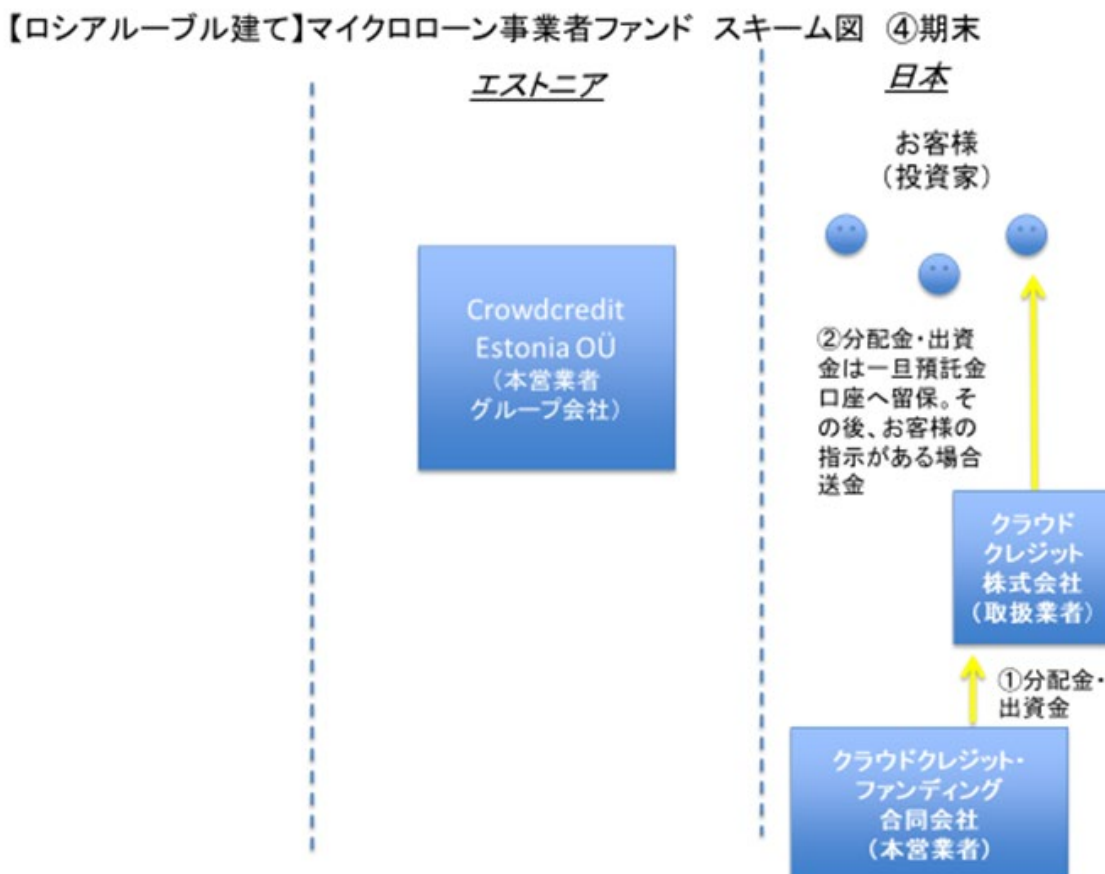 【ロシアルーブル建て】マイクロローン事業者ファンド スキーム図 ④期末
エストニア
日本
お客様
（投資家）
Crowdcredit
Estonia OÜ
（本営業者
グループ会社）
②分配金・出資
金は一旦預託金
口座へ留保。そ
の後、お客様の
指示がある場合
送金
クラウド
クレジット
株式会社
（取扱業者）
①分配金・
出資金
クラウドクレジット・
ファンディング
合同会社
（本営業者）